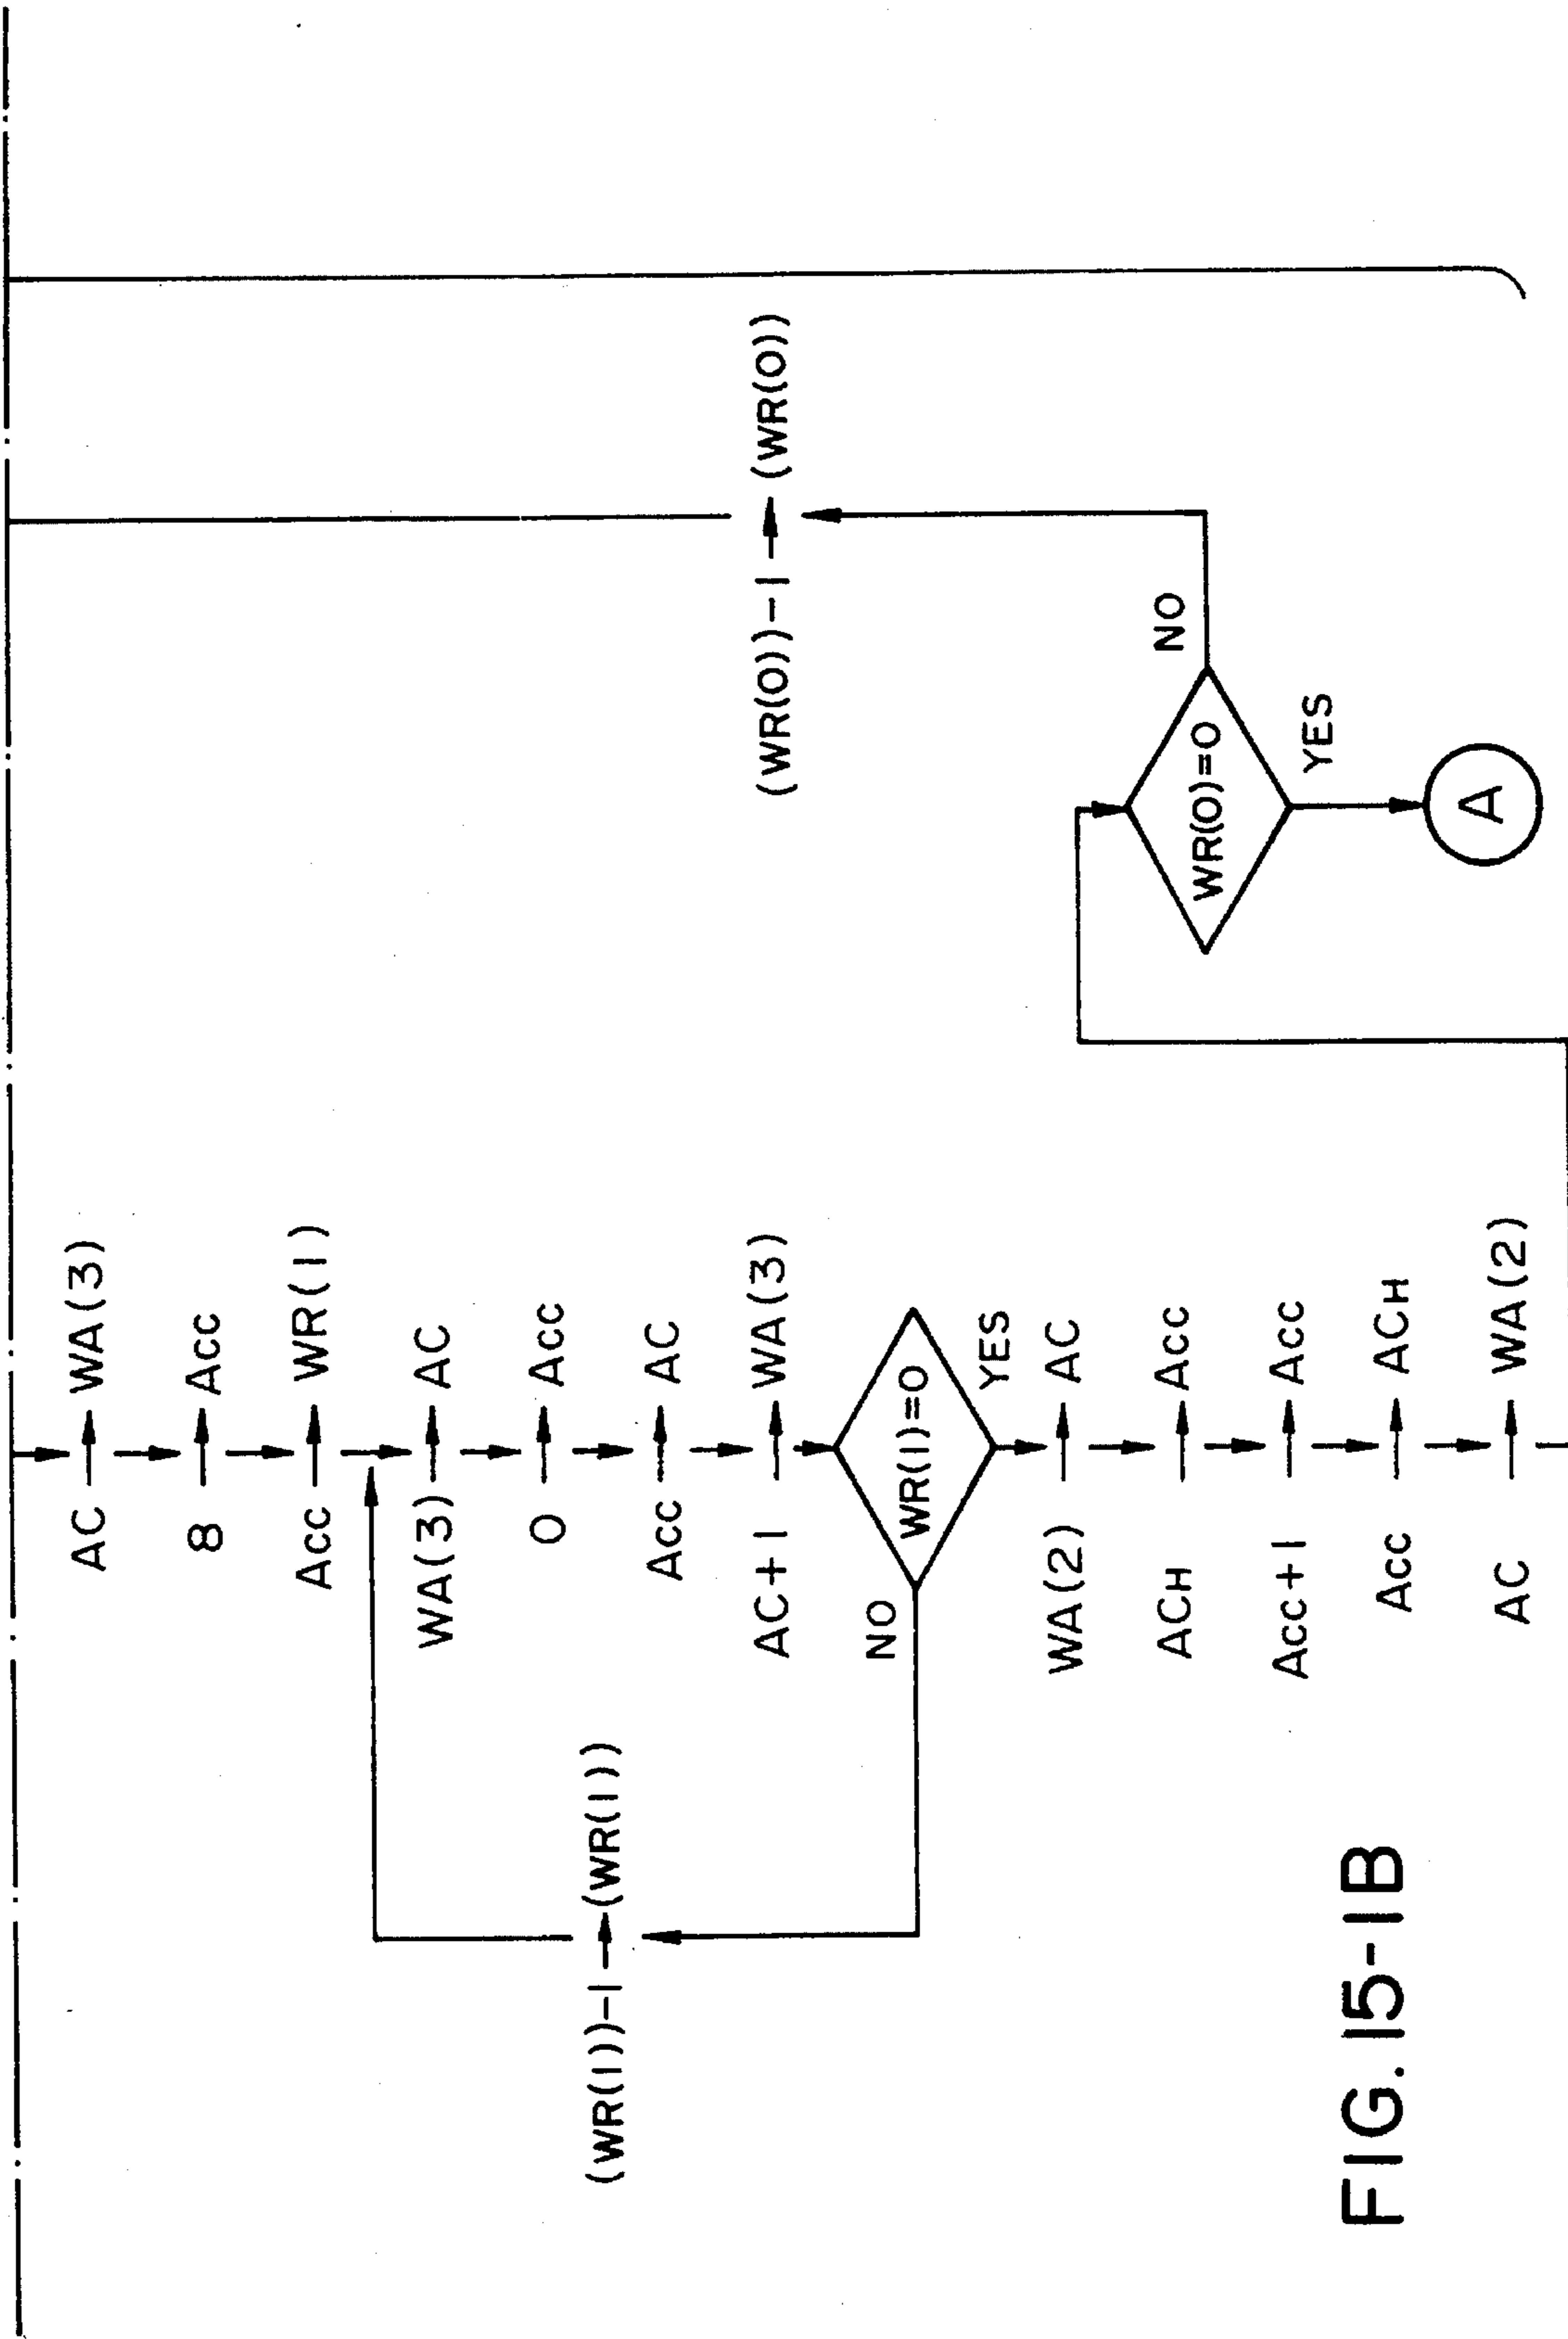 AC → WA(3)
8 → Acc
Acc → WR(1)
WA(3) → AC
0 → Acc
Acc → AC
AC+1 → WA(3)
WR(1)=0
NO
YES
(WR(1))-1 → (WR(1))
WA(2) → AC
ACH → Acc
Acc+1 → Acc
Acc → ACH
AC → WA(2)
WR(0)=0
NO
YES
(WR(0))-1 → (WR(0))
A
FIG. 15-1B